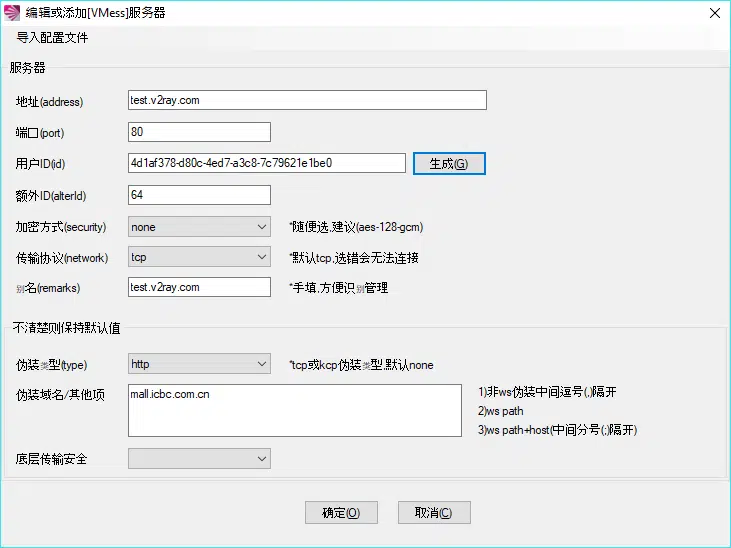 编辑或添加[VMess]服务器
导入配置文件
服务器
地址(address) test.v2ray.com
端口(port) 80
用户ID(id) 4d1af378-d80c-4ed7-a3c8-7c79621e1be0 生成(G)
额外ID(alterId) 64
加密方式(security) none *随便选,建议(aes-128-gcm)
传输协议(network) tcp *默认tcp,选错会无法连接
别名(remarks) test.v2ray.com *手填,方便识别管理
不清楚则保持默认值
伪装类型(type) http *tcp或kcp伪装类型,默认none
伪装域名/其他项 mall.icbc.com.cn 1)非ws伪装中间逗号(,)隔开
2)ws path
3)ws path+host(中间分号(;)隔开)
底层传输安全
确定(O) 取消(C)